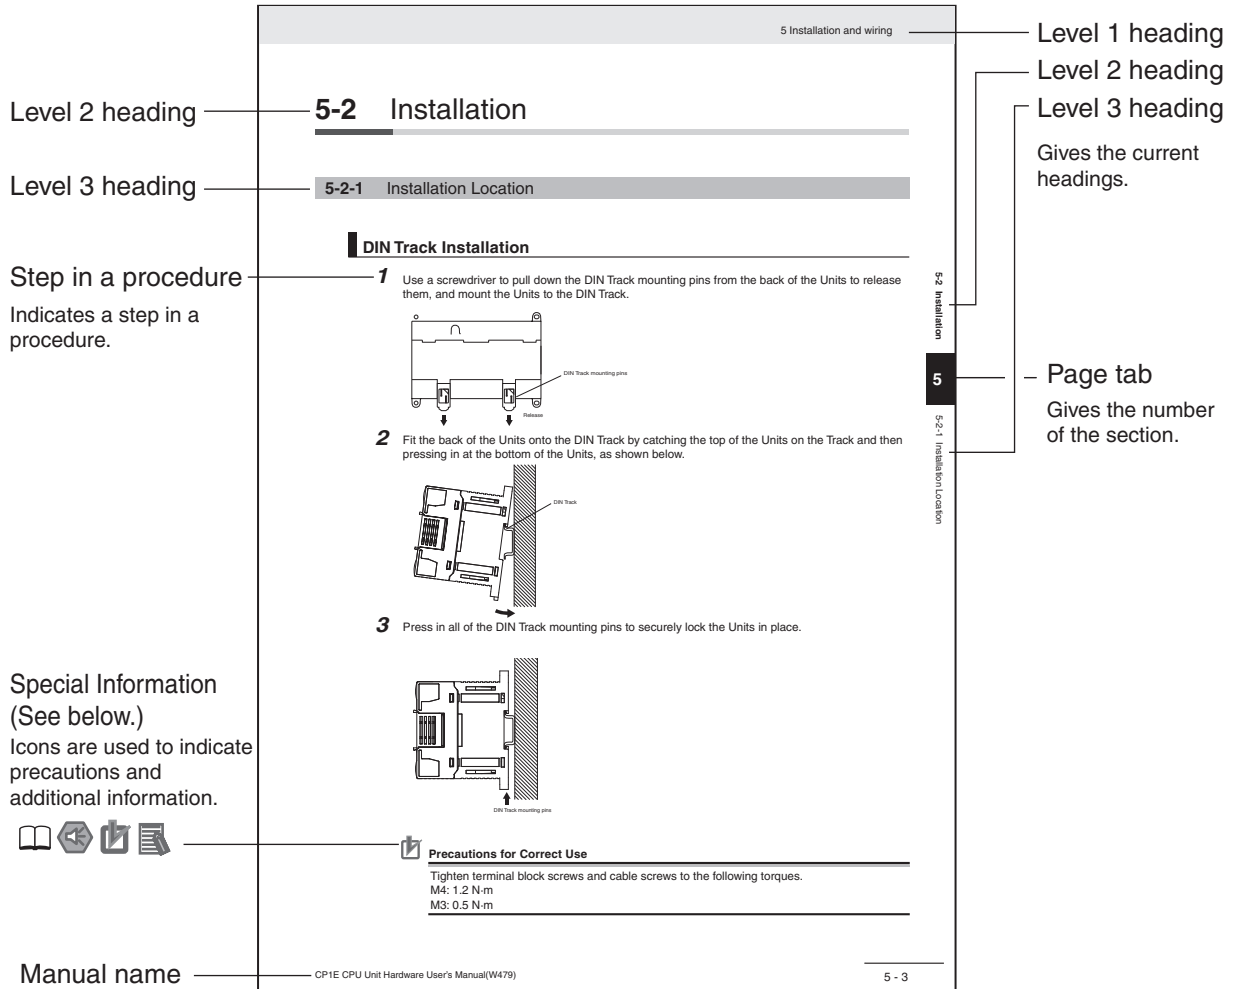 5 Installation and wiring
Level 1 heading
Level 2 heading
Level 3 heading
Gives the current
headings.
Level 2 heading
5-2 Installation
Level 3 heading
5-2-1 Installation Location
DIN Track Installation
Step in a procedure
Indicates a step in a
procedure.
1 Use a screwdriver to pull down the DIN Track mounting pins from the back of the Units to release
them, and mount the Units to the DIN Track.
DIN Track mounting pins
Release
5-2 Installation
5
5-2-1 Installation Location
Page tab
Gives the number
of the section.
2 Fit the back of the Units onto the DIN Track by catching the top of the Units on the Track and then
pressing in at the bottom of the Units, as shown below.
DIN Track
3 Press in all of the DIN Track mounting pins to securely lock the Units in place.
DIN Track mounting pins
Special Information
(See below.)
Icons are used to indicate
precautions and
additional information.
Precautions for Correct Use
Tighten terminal block screws and cable screws to the following torques.
M4: 1.2 N·m
M3: 0.5 N·m
Manual name
CP1E CPU Unit Hardware User's Manual(W479)
5 - 3